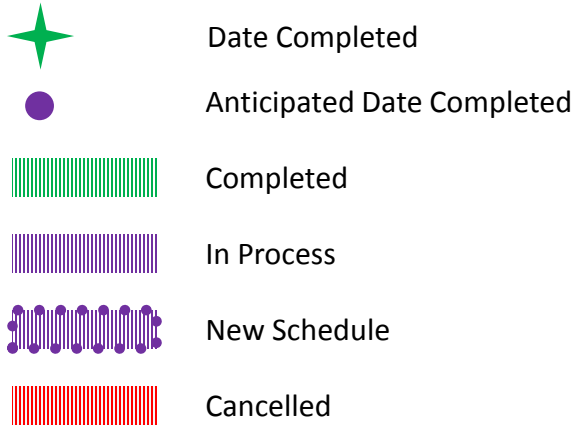 Date Completed
Anticipated Date Completed
Completed
In Process
New Schedule
Cancelled